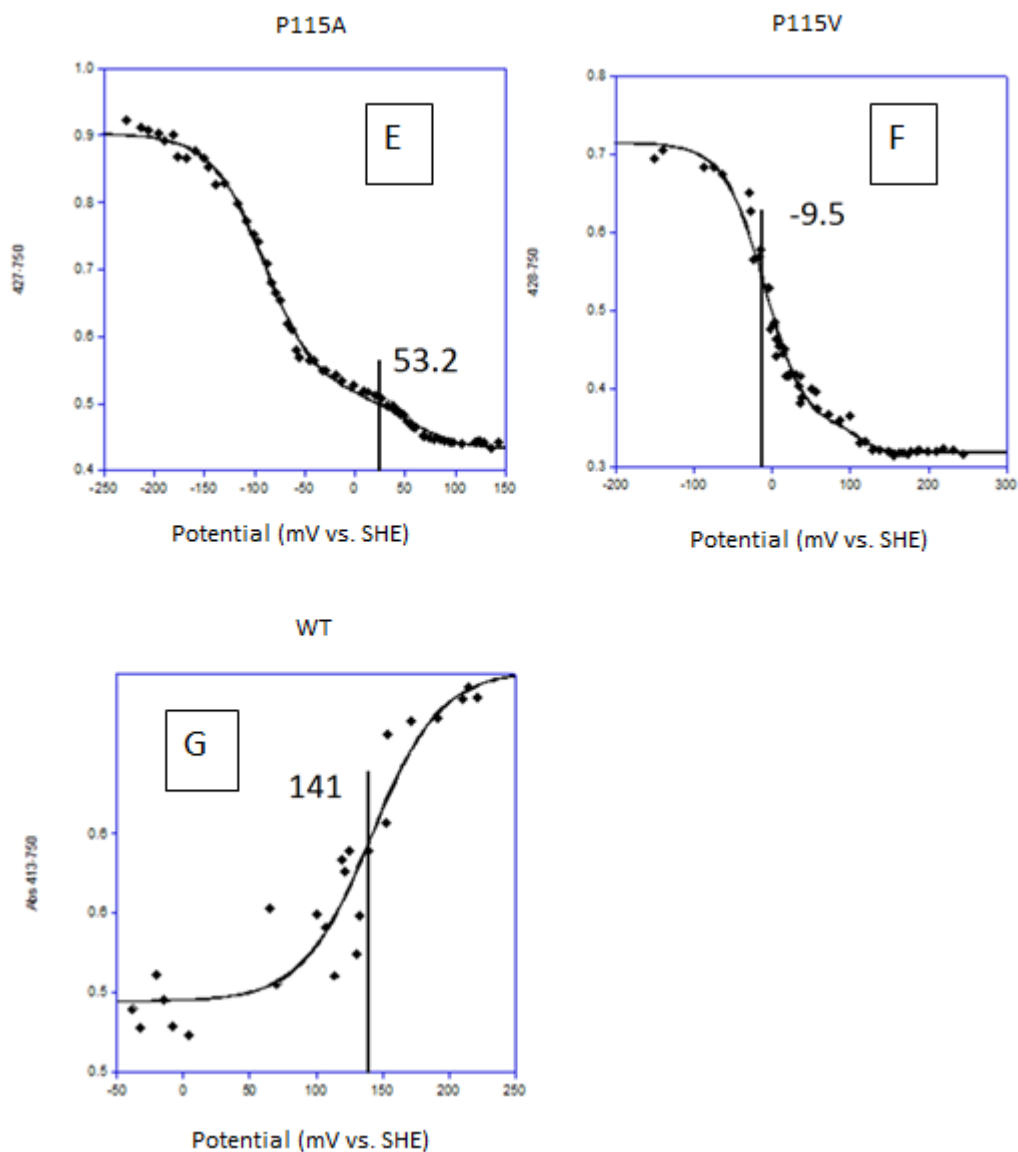 P115A
1.0
0.9
0.8
0.7
0.6
0.5
0.4
E
53.2
427-750
-250 -200 -150 -100 -50 0 50 100 150
Potential (mV vs. SHE)
P115V
0.8
0.7
0.6
0.5
0.4
0.3
F
-9.5
428-750
-200 -100 0 100 200 300
Potential (mV vs. SHE)
WT
G
141
0.6
0.6
0.5
0.5
Abs 413-750
-50 0 50 100 150 200 250
Potential (mV vs. SHE)